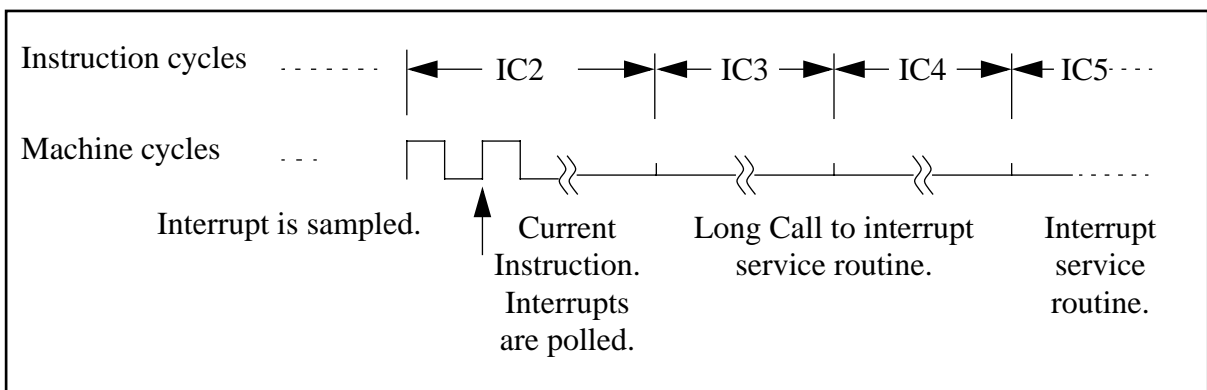 Instruction cycles
IC2
IC3
IC4
IC5
Machine cycles
Interrupt is sampled.
Current
Instruction.
Interrupts
are polled.
Long Call to interrupt
service routine.
Interrupt
service
routine.